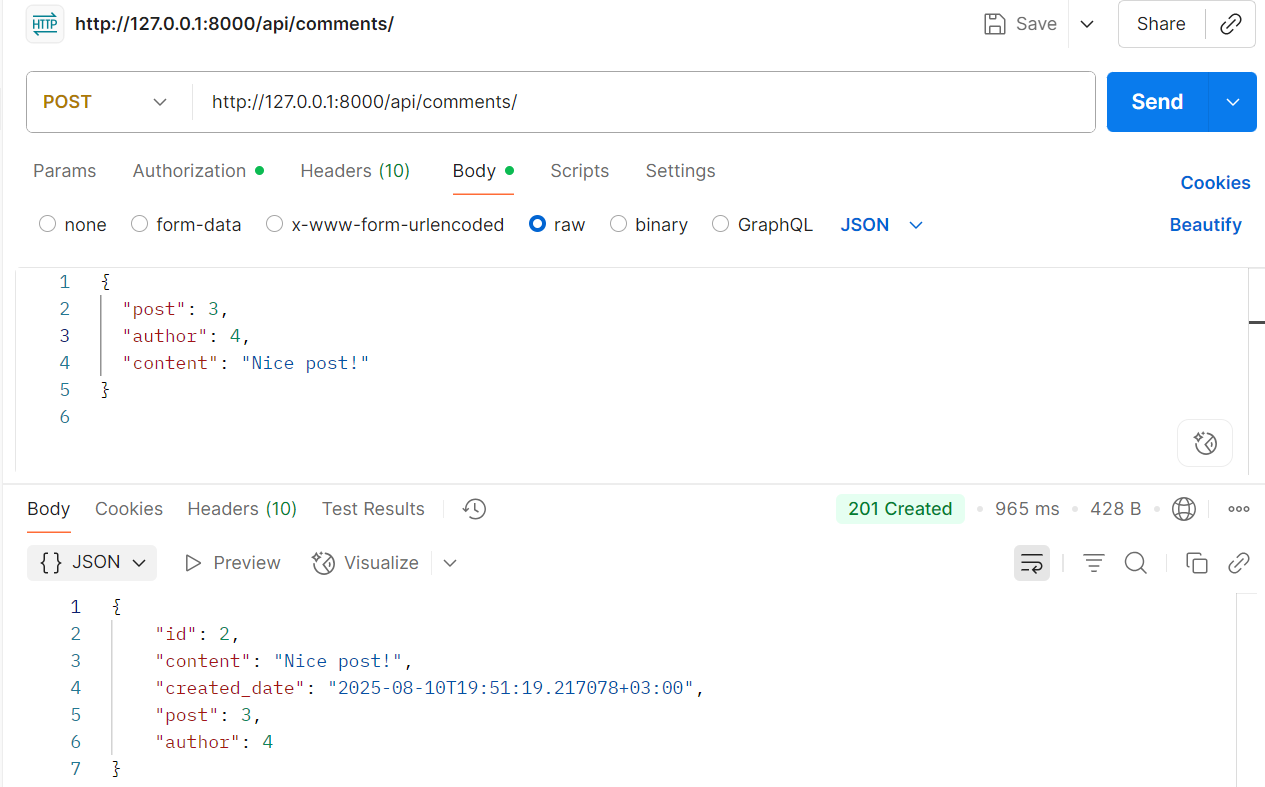 HTTP http://127.0.0.1:8000/api/comments/ Save Share
POST http://127.0.0.1:8000/api/comments/ Send
Params Authorization Headers (10) Body Scripts Settings Cookies
none form-data x-www-form-urlencoded raw binary GraphQL JSON Beautify
1 {
2 "post": 3,
3 "author": 4,
4 "content": "Nice post!"
5 }
6
Body Cookies Headers (10) Test Results 201 Created • 965 ms • 428 B •
{} JSON Preview Visualize
1 {
2 "id": 2,
3 "content": "Nice post!",
4 "created_date": "2025-08-10T19:51:19.217078+03:00",
5 "post": 3,
6 "author": 4
7 }